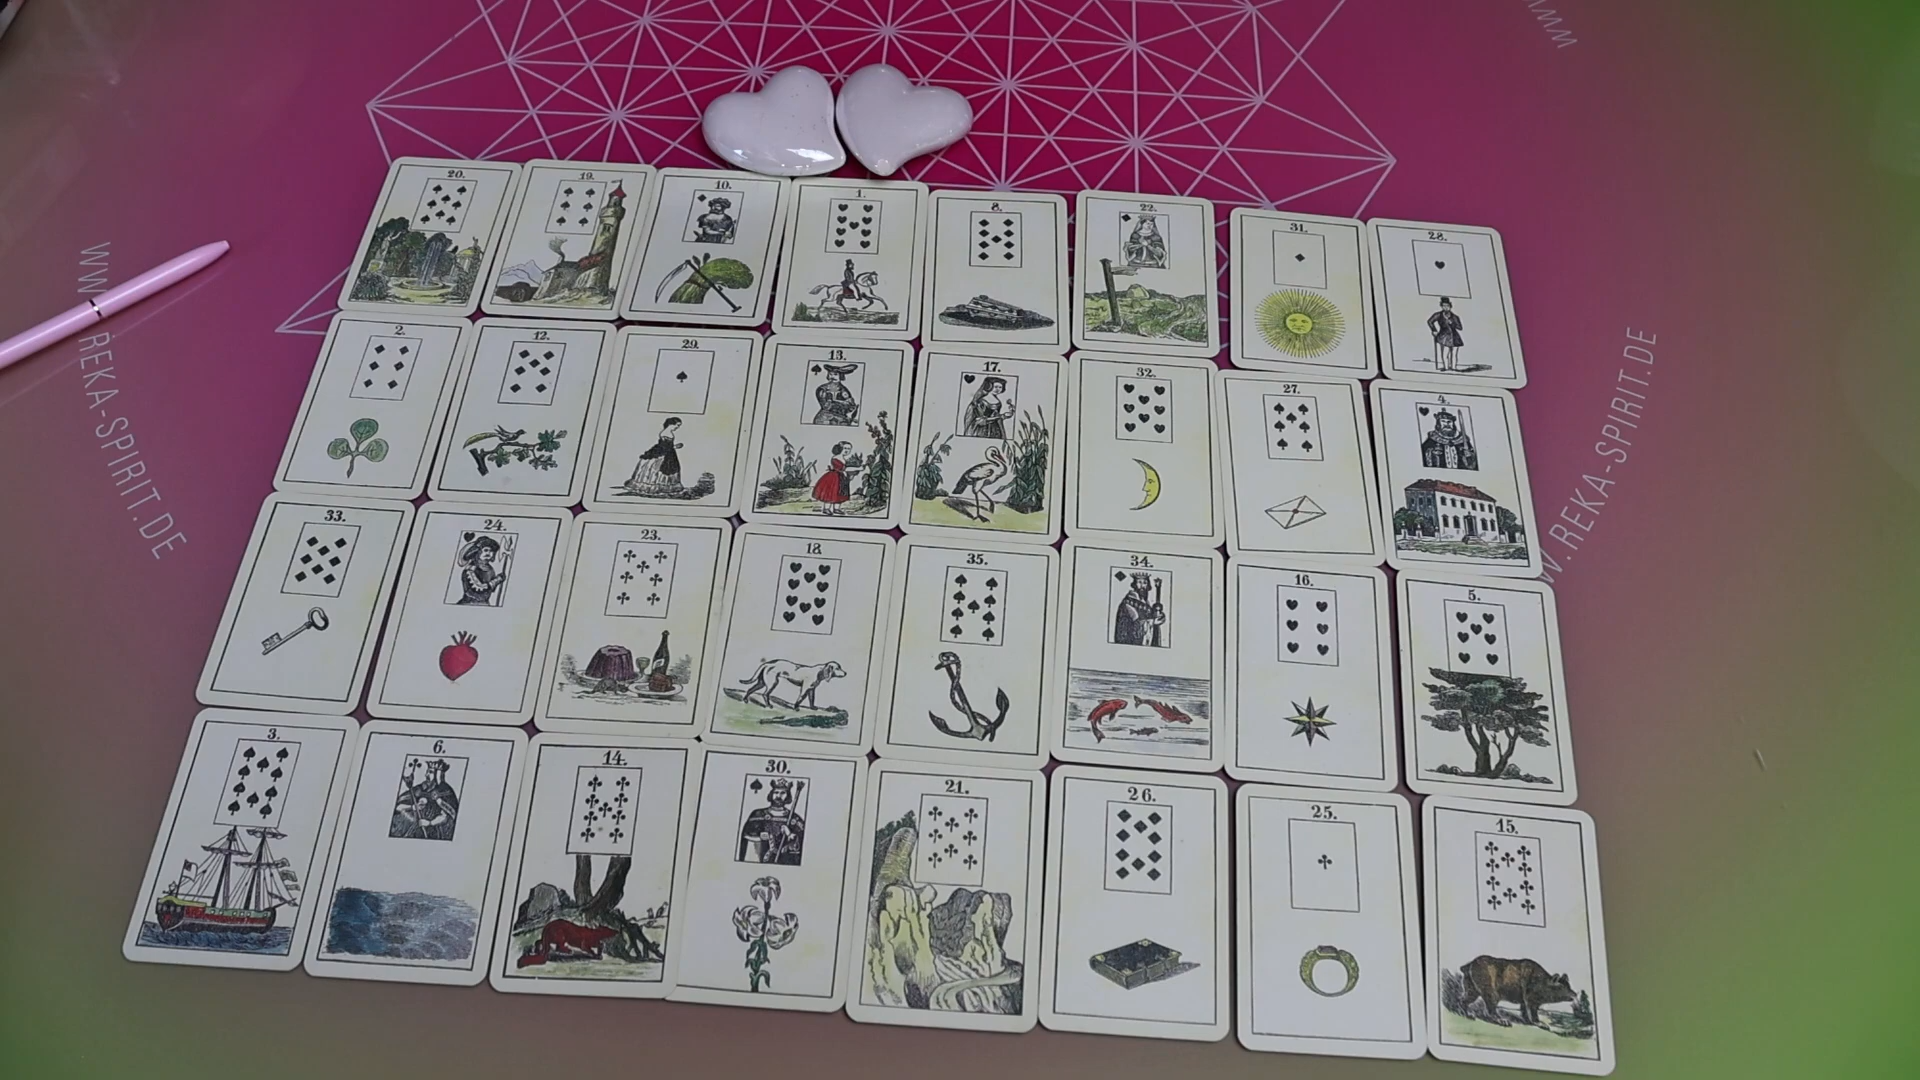 WWW
WWW.REKA-SPIRIT.DE
W.REKA-SPIRIT.DE
20. 19. 10. 1. 8. 22. 31. 28.
2. 12. 29. 13. 17. 32. 27. 4.
33. 24. 23. 18 35. 34. 16. 5.
3. 6. 14. 30. 21. 26. 25. 15.